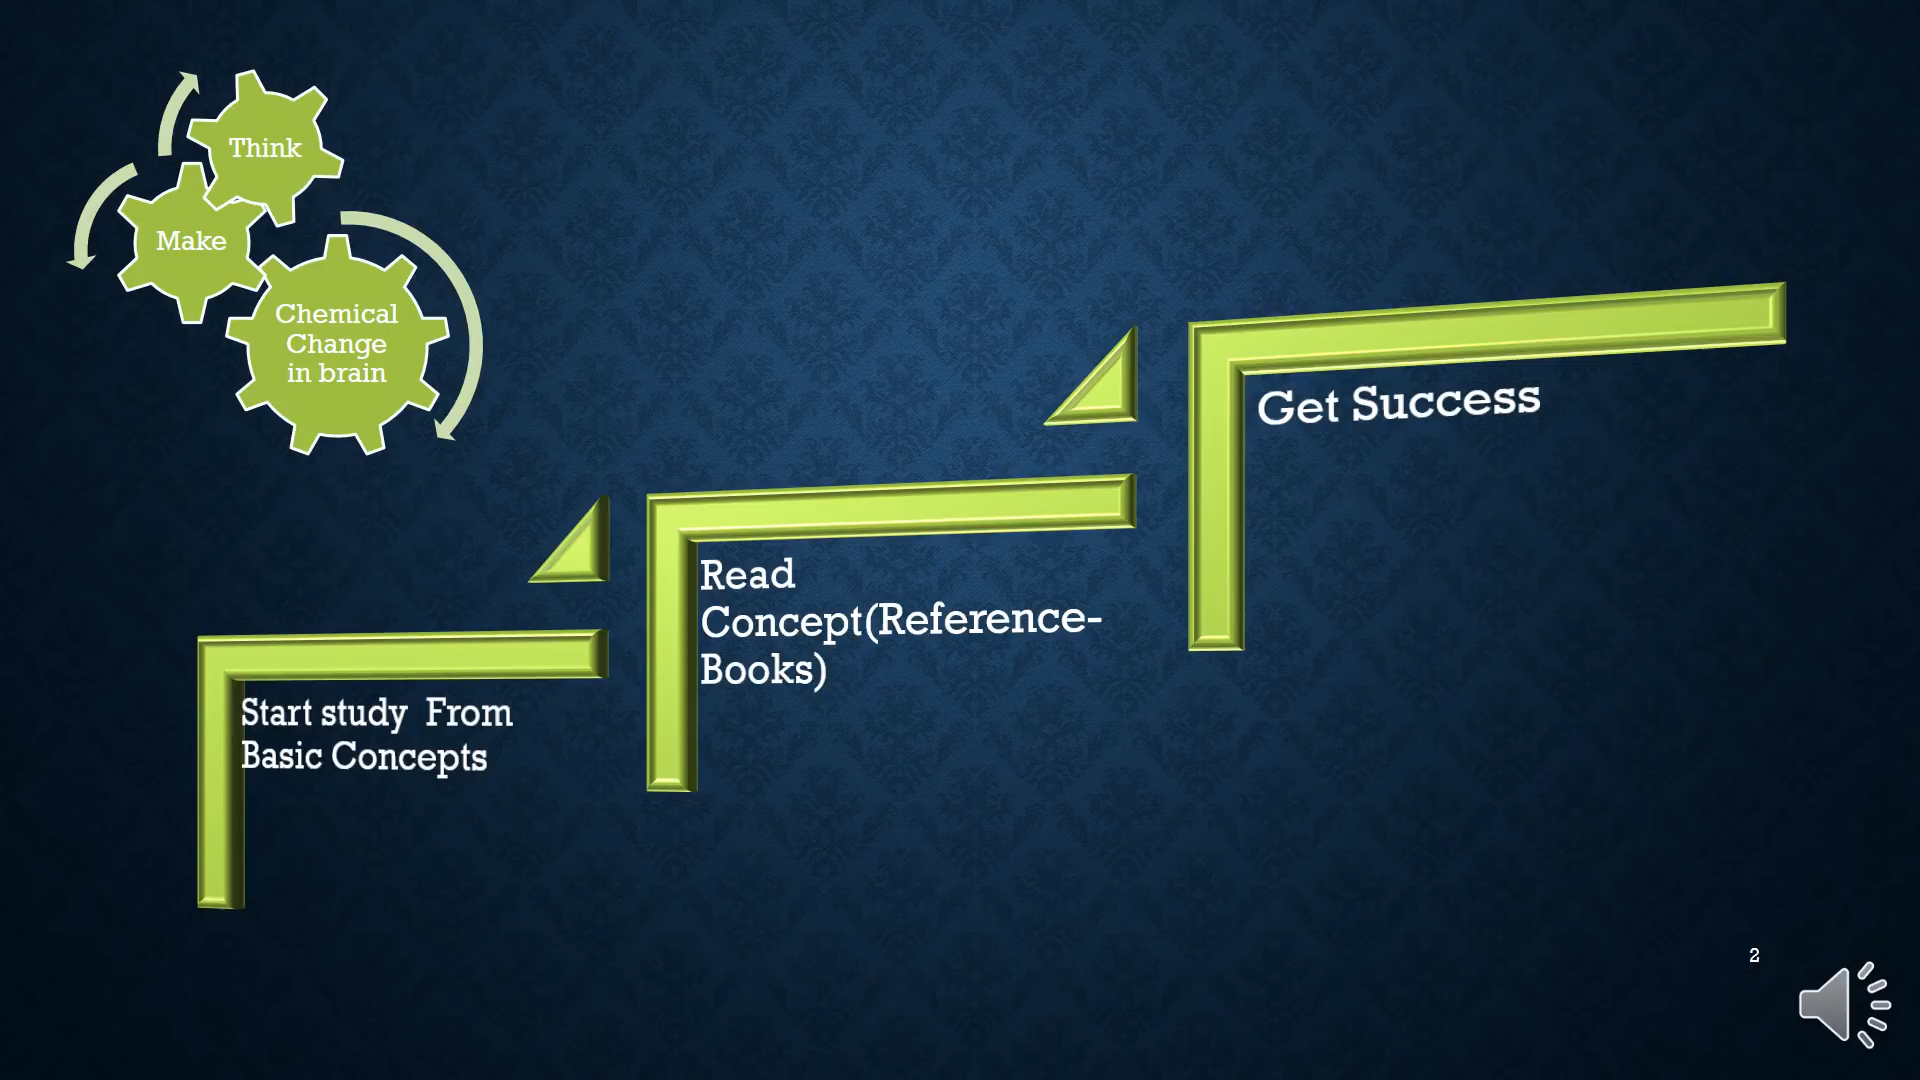 Think
Make
Chemical
Change
in brain
Get Success
Read
Concept(Reference-
Books)
Start study  From
Basic Concepts
2